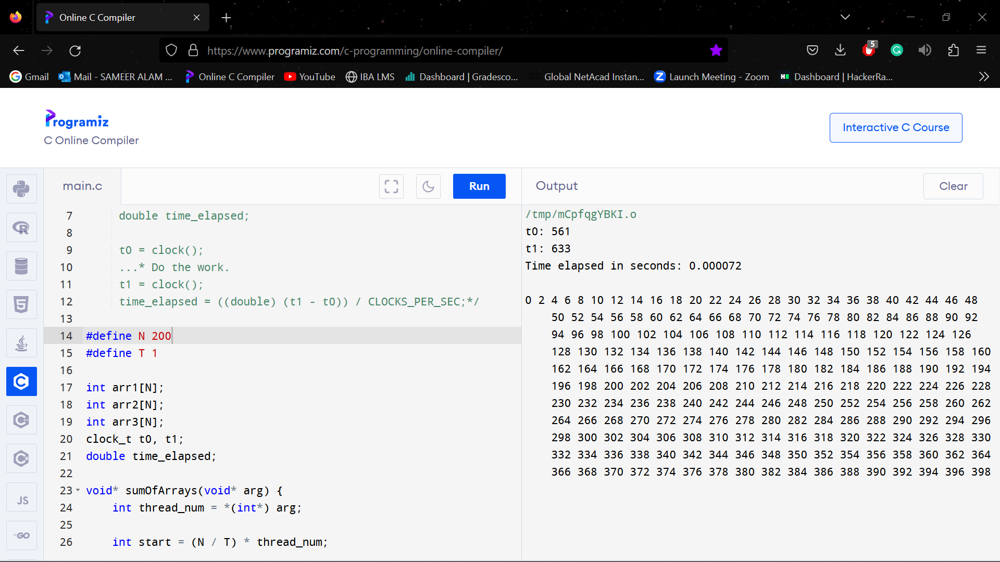 Online C Compiler
https://www.programiz.com/c-programming/online-compiler/
5
Gmail Mail - SAMEER ALAM ... Online C Compiler YouTube IBA LMS Dashboard | Gradesco... Global NetAcad Instan... Launch Meeting - Zoom Dashboard | HackerRa...
Programiz
C Online Compiler
Interactive C Course
main.c
Run
Output
Clear
7 double time_elapsed;
8
9 t0 = clock();
10 ...* Do the work.
11 t1 = clock();
12 time_elapsed = ((double) (t1 - t0)) / CLOCKS_PER_SEC;*/
13
14 #define N 200
15 #define T 1
16
17 int arr1[N];
18 int arr2[N];
19 int arr3[N];
20 clock_t t0, t1;
21 double time_elapsed;
22
23 void* sumOfArrays(void* arg) {
24 int thread_num = *(int*) arg;
25
26 int start = (N / T) * thread_num;
/tmp/mCpfqgYBKI.o
t0: 561
t1: 633
Time elapsed in seconds: 0.000072
0 2 4 6 8 10 12 14 16 18 20 22 24 26 28 30 32 34 36 38 40 42 44 46 48
50 52 54 56 58 60 62 64 66 68 70 72 74 76 78 80 82 84 86 88 90 92
94 96 98 100 102 104 106 108 110 112 114 116 118 120 122 124 126
128 130 132 134 136 138 140 142 144 146 148 150 152 154 156 158 160
162 164 166 168 170 172 174 176 178 180 182 184 186 188 190 192 194
196 198 200 202 204 206 208 210 212 214 216 218 220 222 224 226 228
230 232 234 236 238 240 242 244 246 248 250 252 254 256 258 260 262
264 266 268 270 272 274 276 278 280 282 284 286 288 290 292 294 296
298 300 302 304 306 308 310 312 314 316 318 320 322 324 326 328 330
332 334 336 338 340 342 344 346 348 350 352 354 356 358 360 362 364
366 368 370 372 374 376 378 380 382 384 386 388 390 392 394 396 398
JS
GO